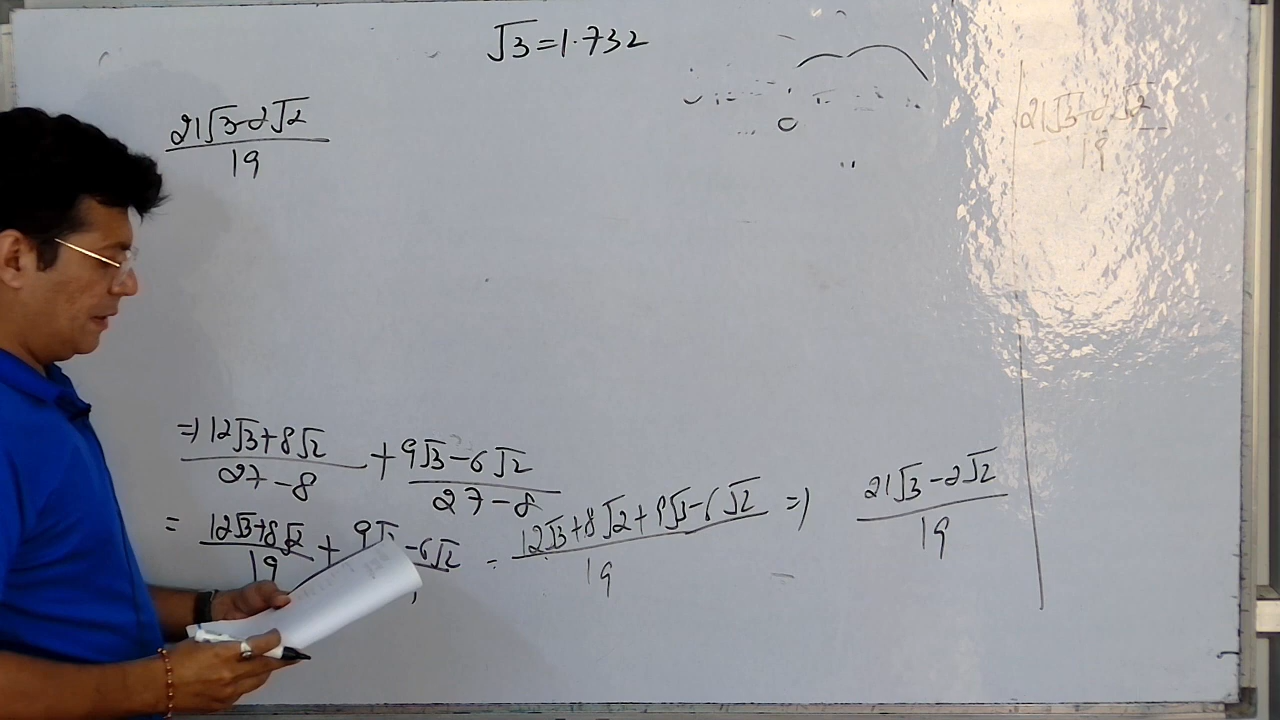 √3=1.732
21√3-2√2
19
21√3-2√2
19
=) 12√3+8√2 + 9√3-6√2
27-8 27-8
= 12√3+8√2 + 9√ -6√2 = 12√3+8√2+9√3-6√2 =) 21√3-2√2
19 19 19